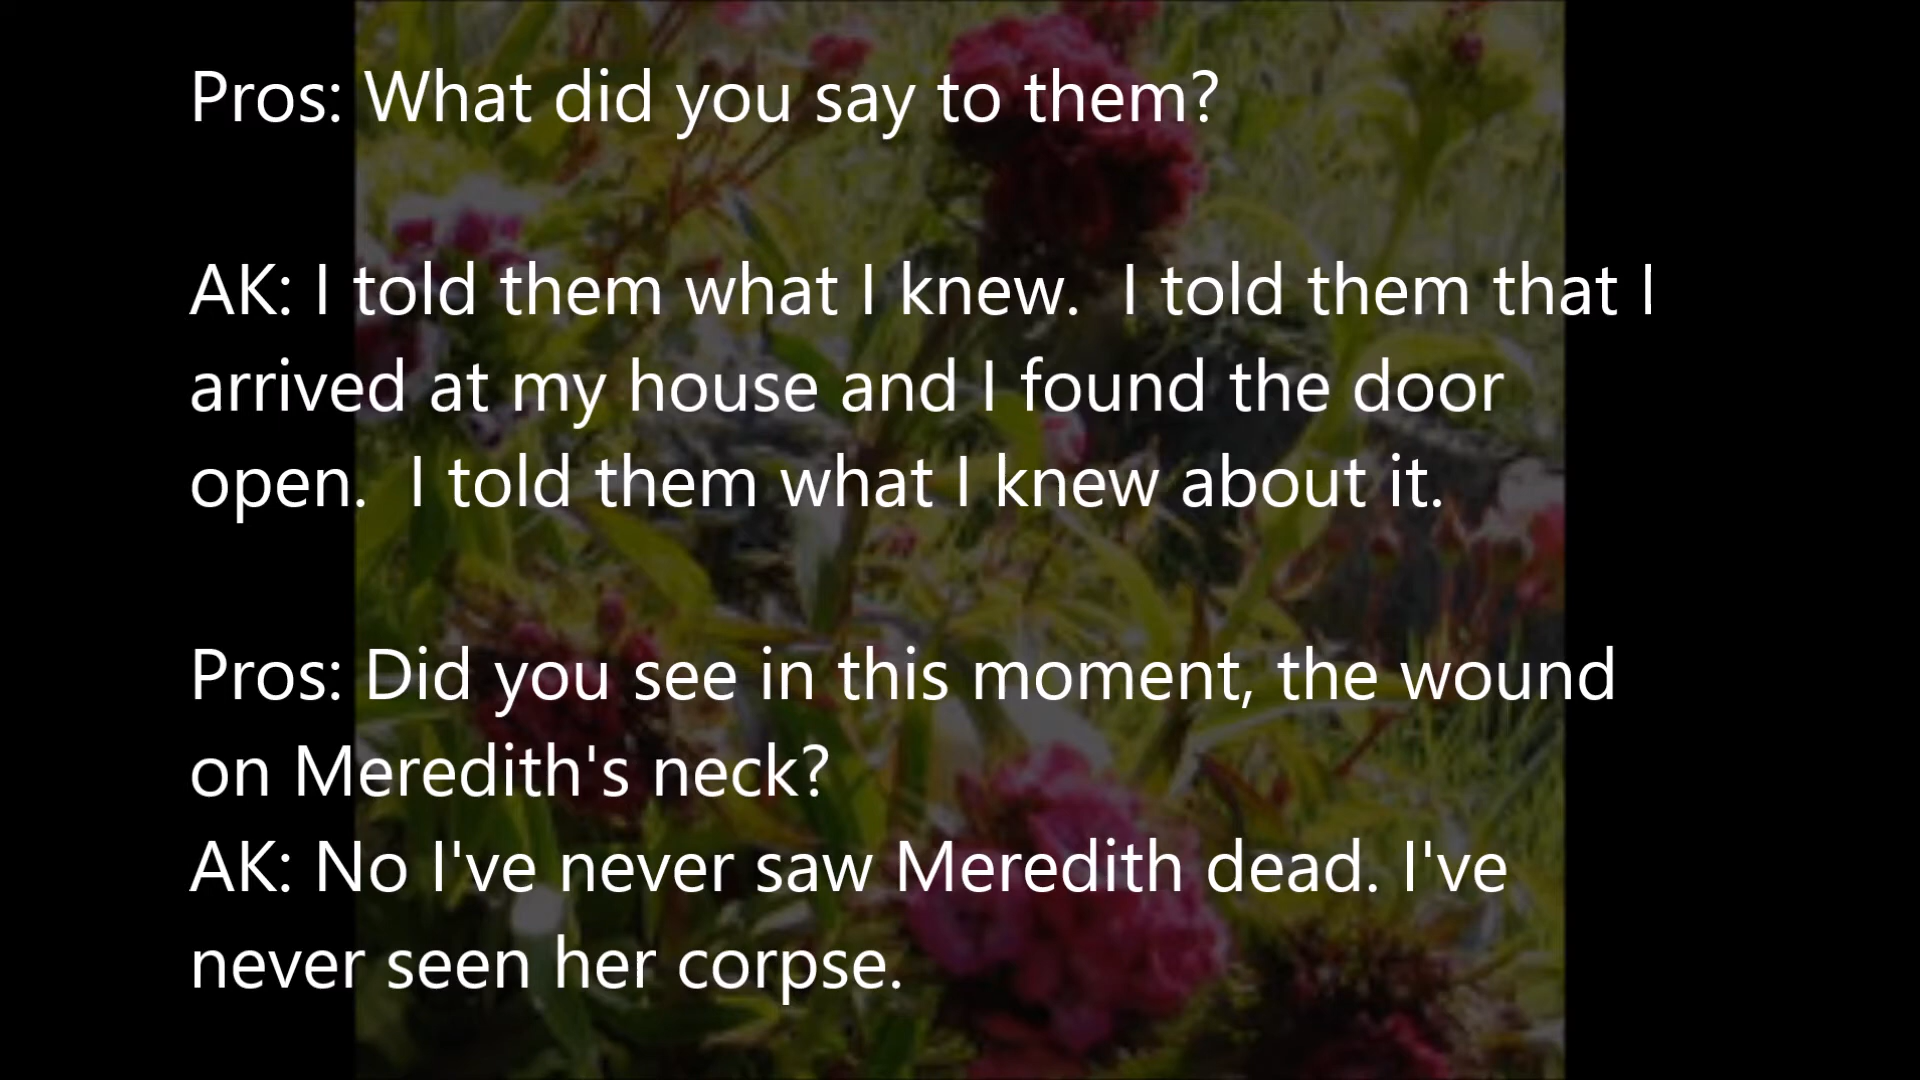 Pros: What did you say to them?
AK: I told them what I knew.  I told them that I
arrived at my house and I found the door
open.  I told them what I knew about it.
Pros: Did you see in this moment, the wound
on Meredith's neck?
AK: No I've never saw Meredith dead. I've
never seen her corpse.